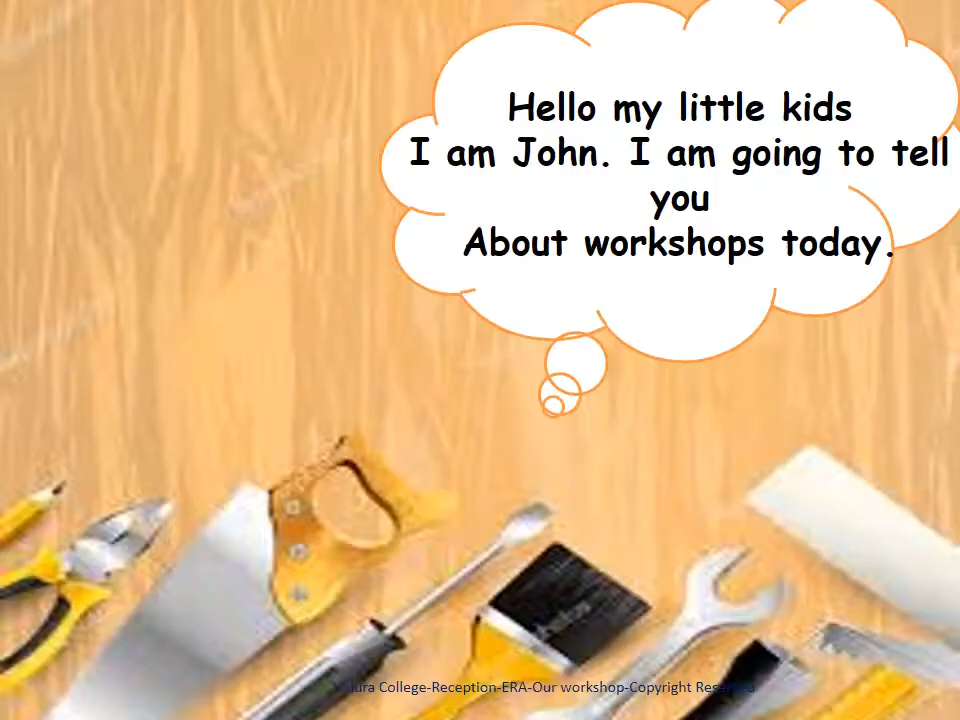 Hello my little kids
I am John. I am going to tell
you
About workshops today.
College-Reception-ERA-Our workshop-Copyright